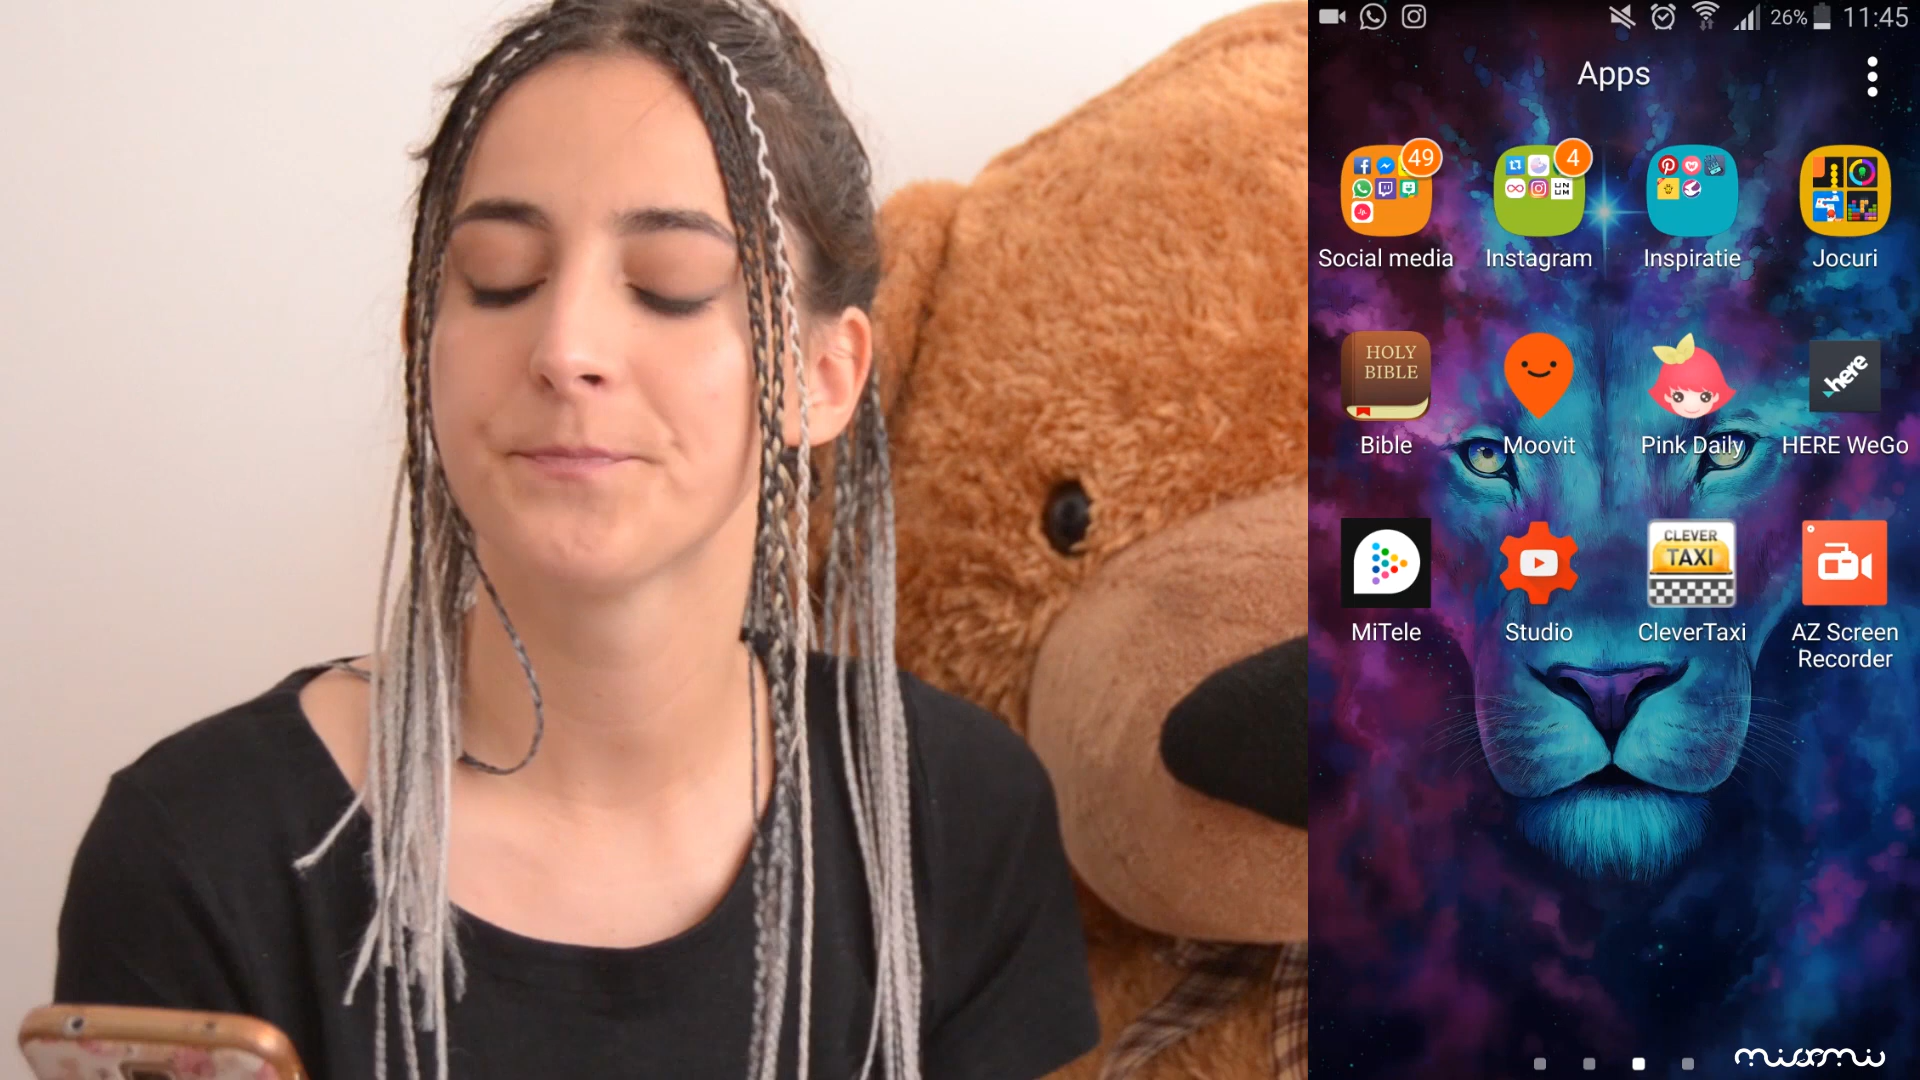 26% 11:45
Apps
49 4
Social media Instagram Inspiratie Jocuri
HOLY
BIBLE
here
Bible Moovit Pink Daily HERE WeGo
CLEVER
TAXI
MiTele Studio CleverTaxi AZ Screen
Recorder